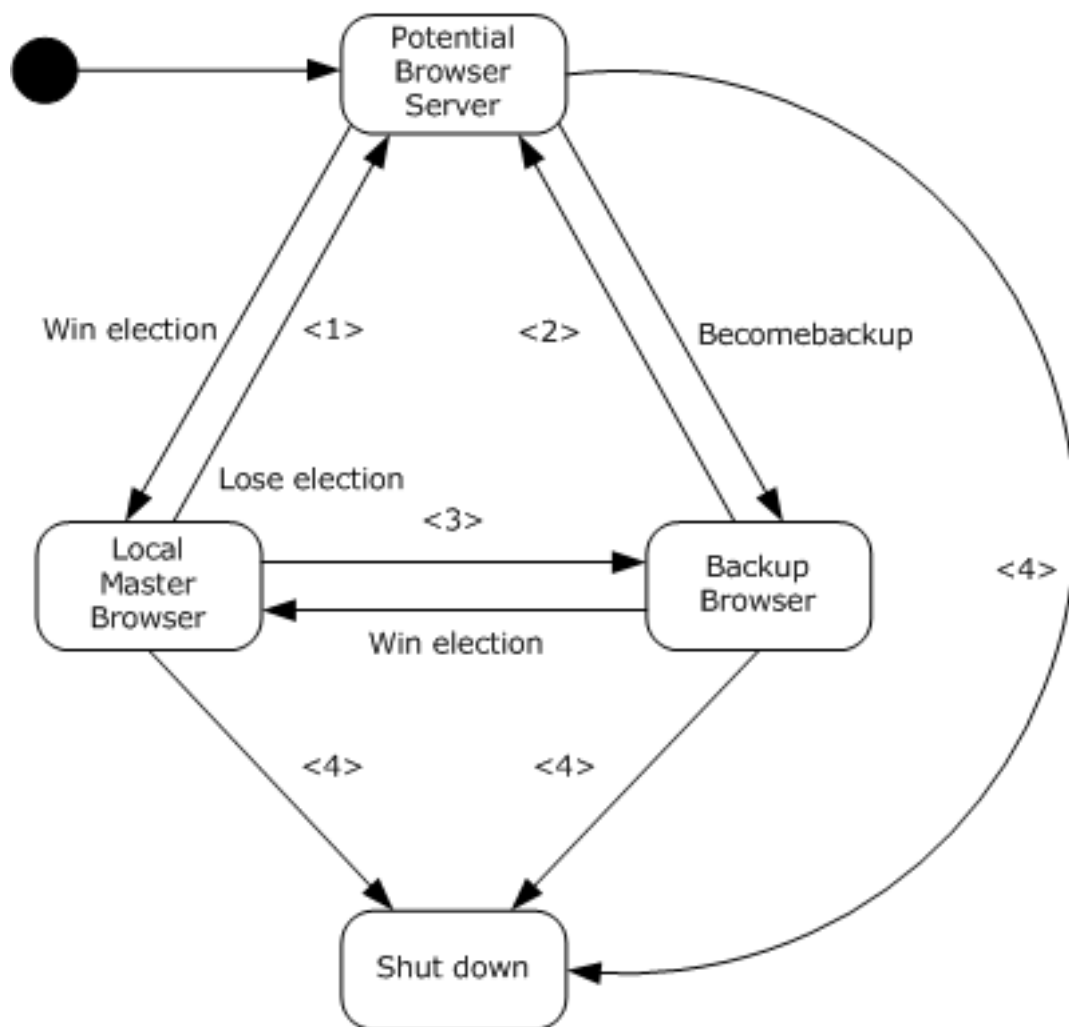 Potential
Browser
Server
Win election
<1>
<2>
Becomebackup
Lose election
<3>
Local
Master
Browser
Backup
Browser
<4>
Win election
<4>
<4>
Shut down